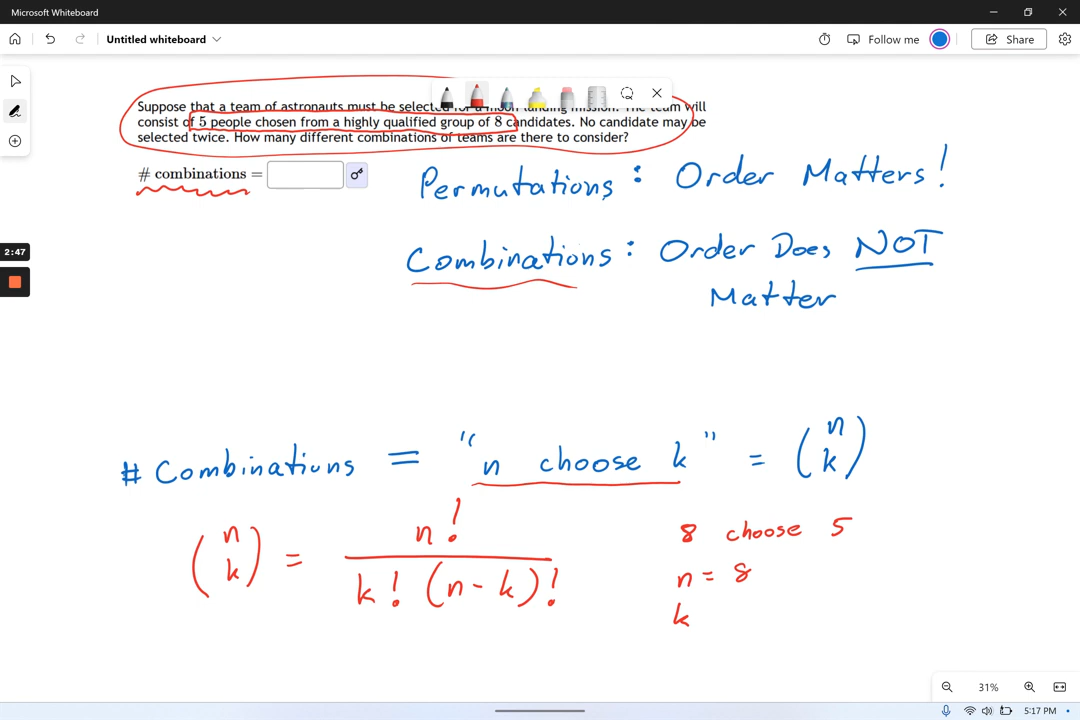 Microsoft Whiteboard
Untitled whiteboard
Follow me
Share
Suppose that a team of astronauts must be selected for a moon landing mission. The team will
consist of 5 people chosen from a highly qualified group of 8 candidates. No candidate may be
selected twice. How many different combinations of teams are there to consider?
# combinations =
Permutations : Order Matters!
2:47
Combinations : Order Does NOT
Matter
# Combinations = "n choose k" = (n k)
(n k) = n! / k! (n - k)!
8 choose 5
n = 8
k
31%
5:17 PM